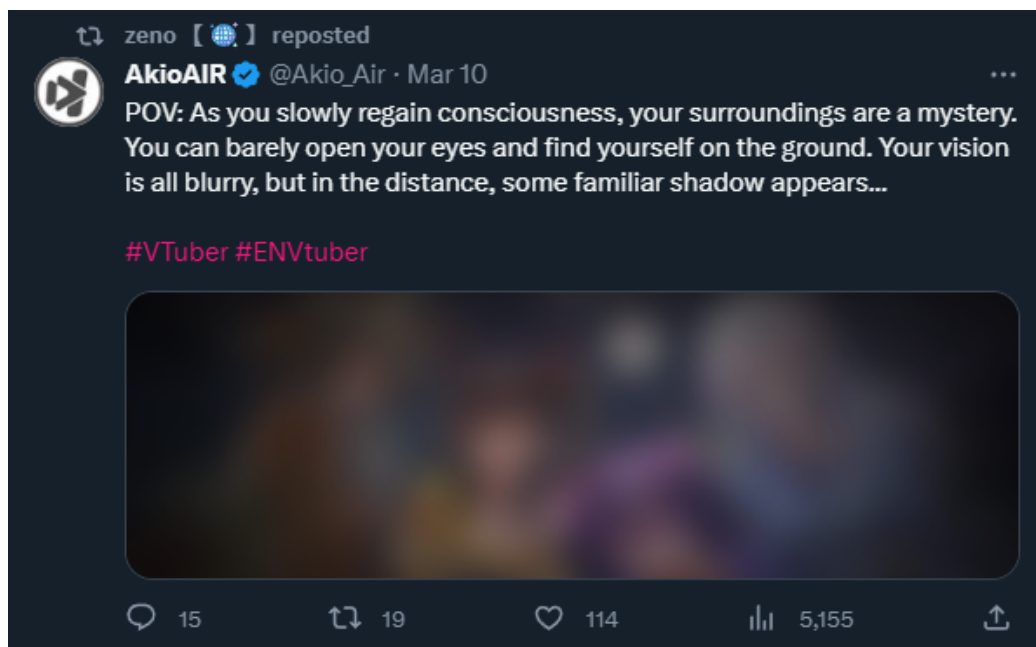 zeno【🌐】reposted
AkioAIR @Akio_Air · Mar 10
POV: As you slowly regain consciousness, your surroundings are a mystery.
You can barely open your eyes and find yourself on the ground. Your vision
is all blurry, but in the distance, some familiar shadow appears...
#VTuber #ENVtuber
15 19 114 5,155